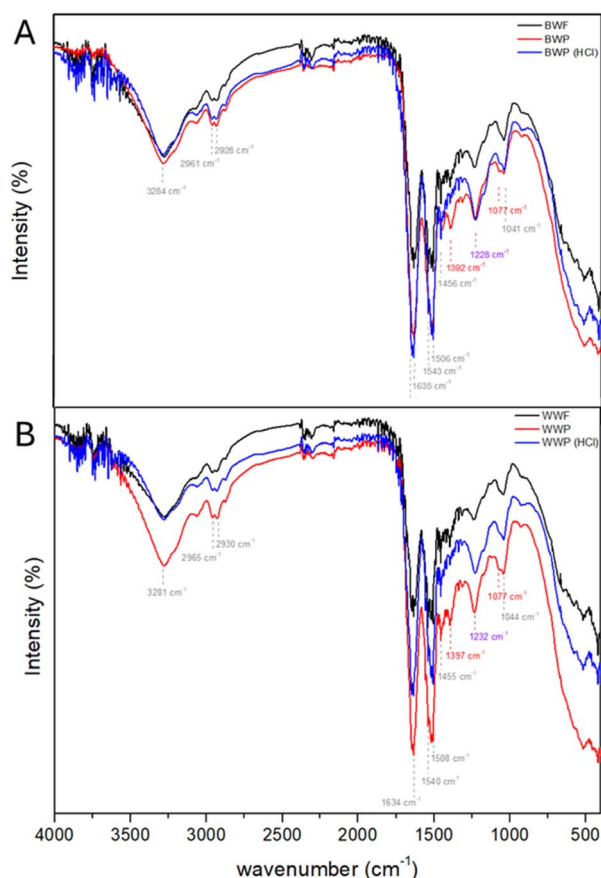 A
BWF
BWP
BWP (HCl)
Intensity (%)
2928 cm⁻¹
2961 cm⁻¹
3284 cm⁻¹
1077 cm⁻¹
1041 cm⁻¹
1228 cm⁻¹
1392 cm⁻¹
1456 cm⁻¹
1506 cm⁻¹
1543 cm⁻¹
1635 cm⁻¹
B
WWF
WWP
WWP (HCl)
Intensity (%)
2930 cm⁻¹
2965 cm⁻¹
3281 cm⁻¹
1077 cm⁻¹
1044 cm⁻¹
1232 cm⁻¹
1397 cm⁻¹
1455 cm⁻¹
1508 cm⁻¹
1540 cm⁻¹
1634 cm⁻¹
4000 3500 3000 2500 2000 1500 1000 500
wavenumber (cm⁻¹)